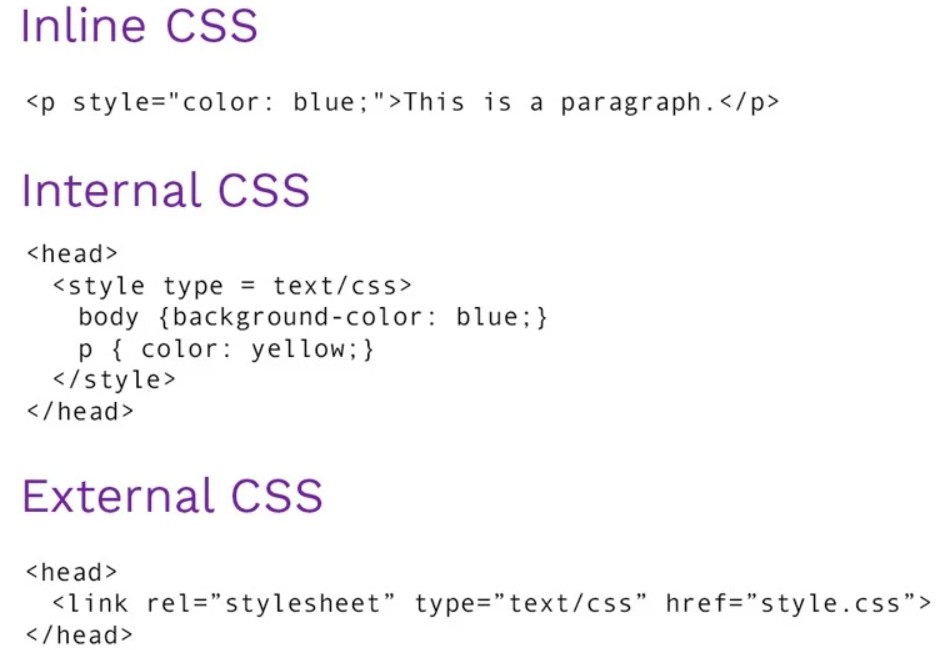 Inline CSS
<p style="color: blue;">This is a paragraph.</p>
Internal CSS
<head>
<style type = text/css>
body {background-color: blue;}
p { color: yellow;}
</style>
</head>
External CSS
<head>
<link rel=”stylesheet” type=”text/css” href=”style.css”>
</head>